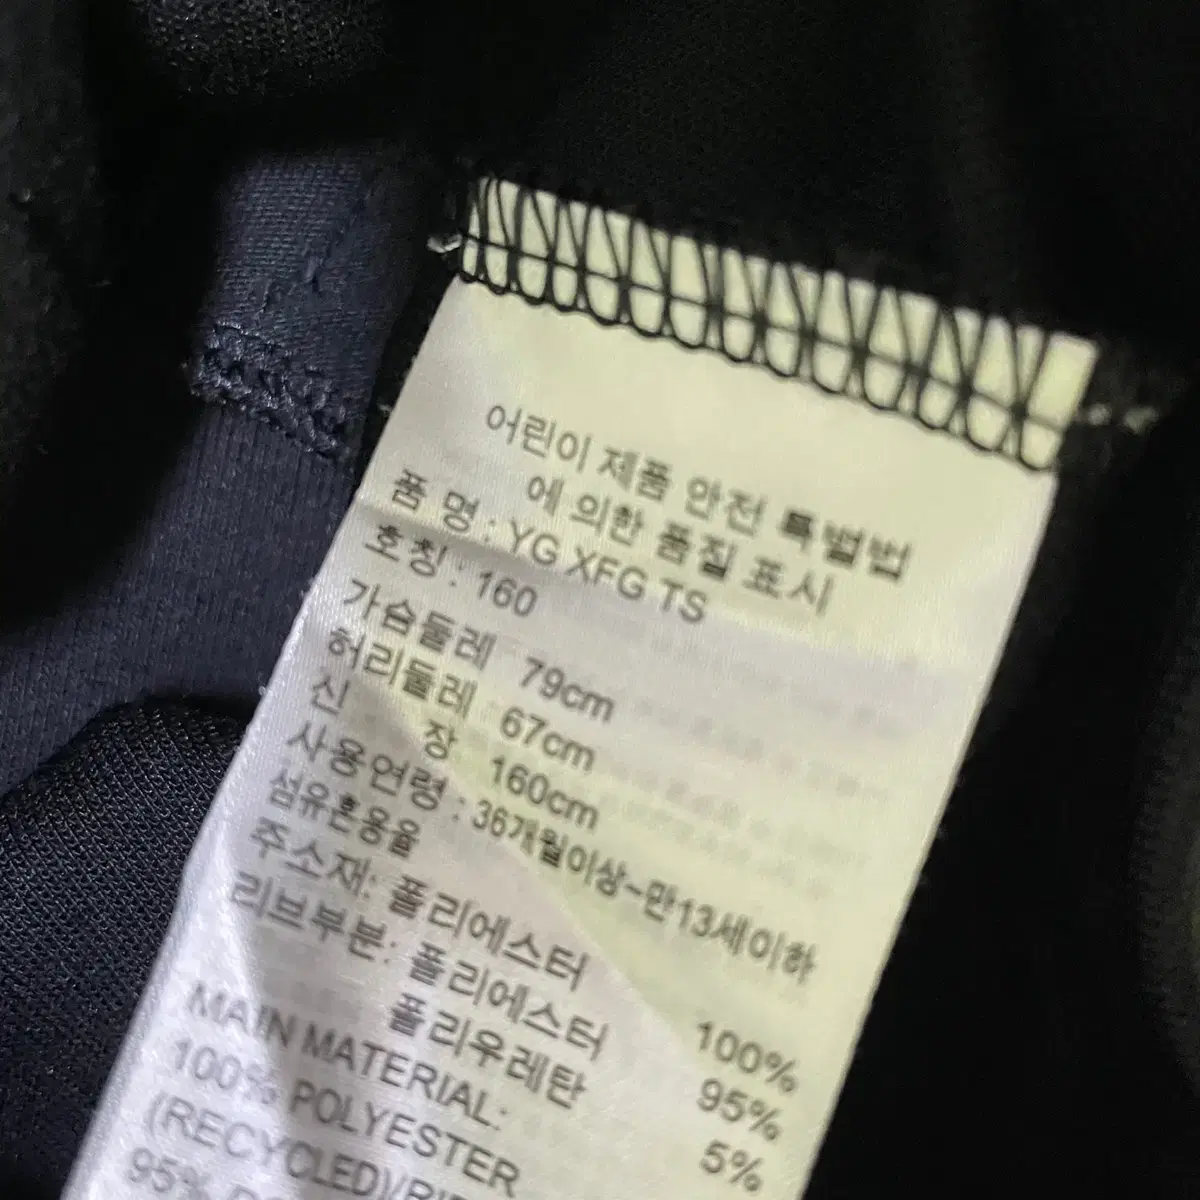 어린이 제품 안전 특별법
에 의한 품질 표시
품 명 : YG XFG TS
호칭 : 160
가슴둘레 79cm
허리둘레 67cm
신 장 160cm
사용연령 : 36개월이상~만13세이하
섬유혼용율
주소재: 폴리에스터 100%
리브부분: 폴리에스터 95%
폴리우레탄 5%
MAIN MATERIAL:
100% POLYESTER
(RECYCLED)/RIB
95%